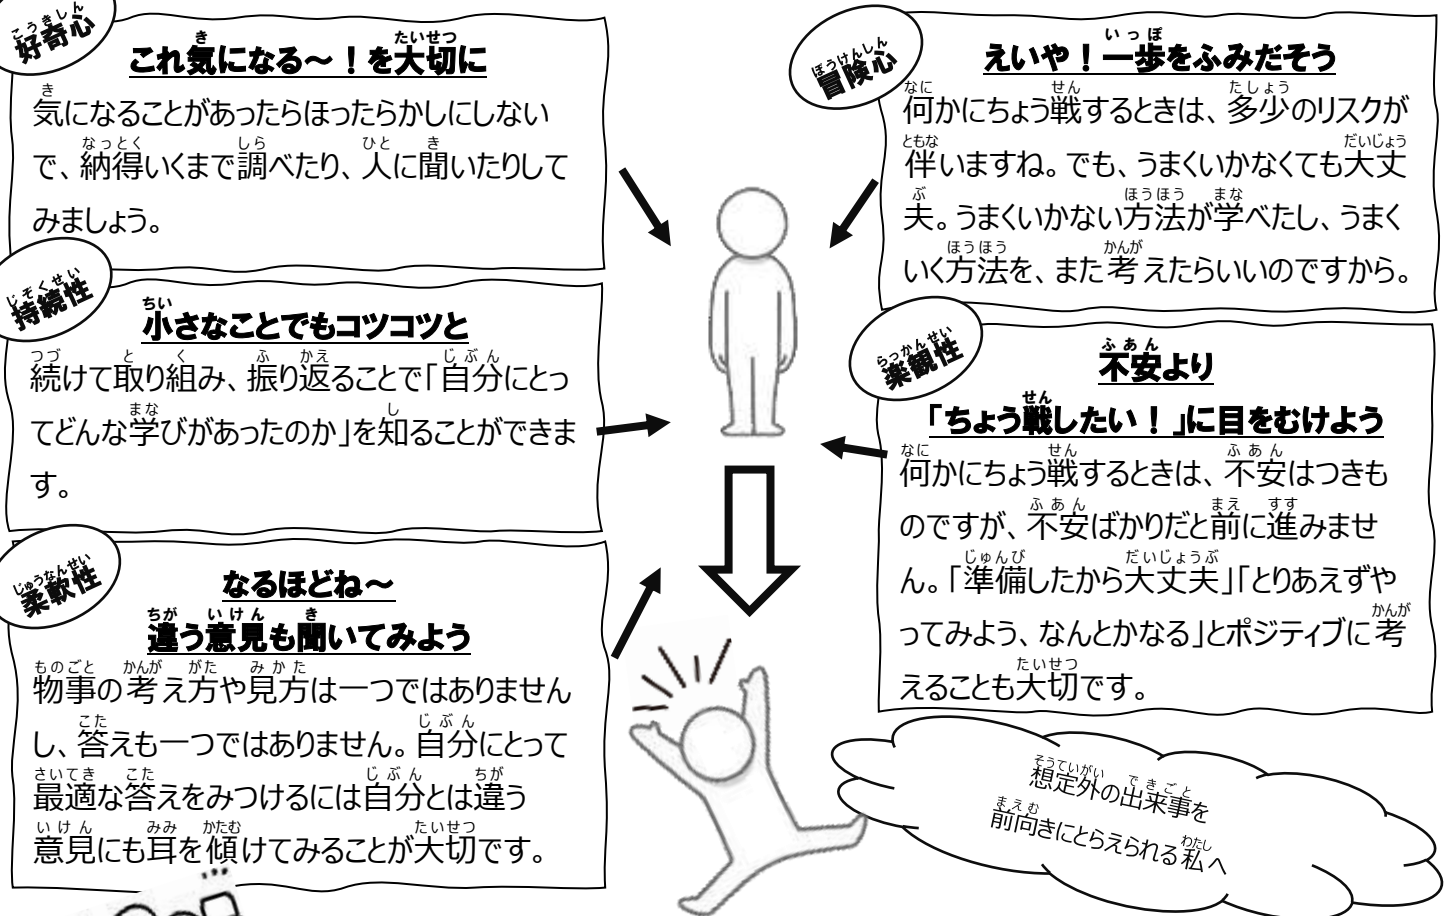 好奇心
これ気になる～！を大切に
気になることがあったらほったらかしにしない
で、納得いくまで調べたり、人に聞いたりして
みましょう。
持続性
小さなことでもコツコツと
続けて取り組み、振り返ることで「自分にとっ
てどんな学びがあったのか」を知ることができま
す。
柔軟性
なるほどね～
違う意見も聞いてみよう
物事の考え方や見方は一つではありません
し、答えも一つではありません。自分にとって
最適な答えをみつけるには自分とは違う
意見にも耳を傾けてみることが大切です。
冒険心
えいや！一歩をふみだそう
何かにちょう戦するときは、多少のリスクが
伴いますね。でも、うまくいかなくても大丈
夫。うまくいかない方法が学べたし、うまく
いく方法を、また考えたらいいのですから。
楽観性
不安より
「ちょう戦したい！」に目をむけよう
何かにちょう戦するときは、不安はつきも
のですが、不安ばかりだと前に進みませ
ん。「準備したから大丈夫」「とりあえずや
ってみよう、なんとかなる」とポジティブに考
えることも大切です。
想定外の出来事を
前向きにとらえられる私へ